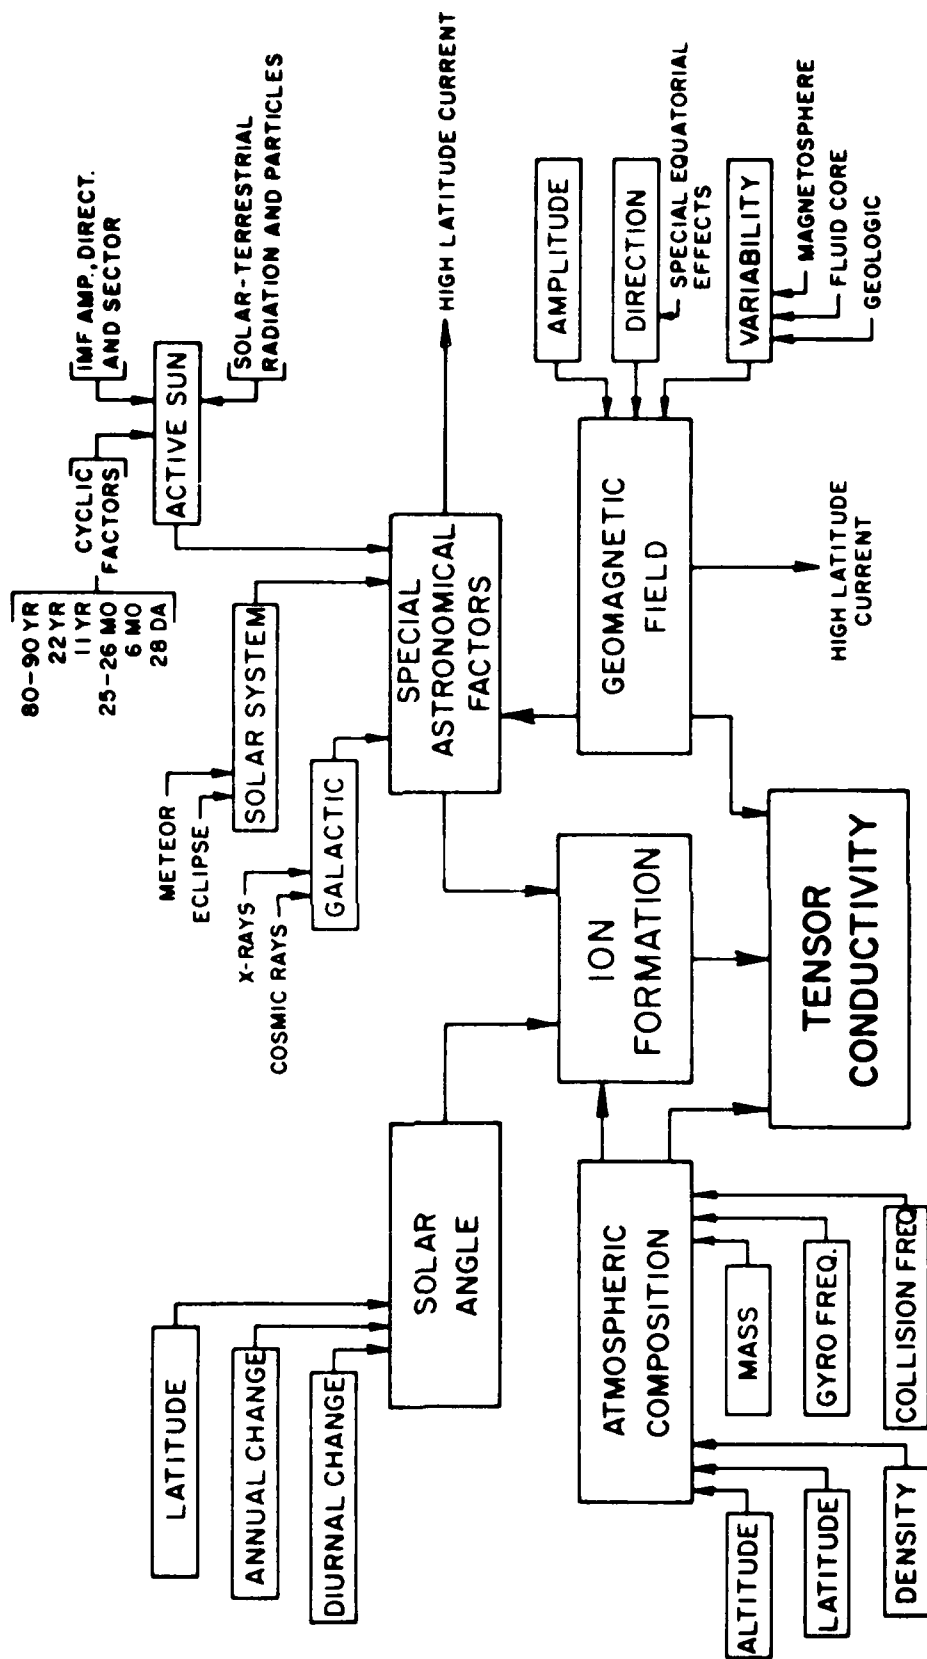 80-90 YR
22 YR
11 YR
25-26 MO
6 MO
28 DA
CYCLIC
FACTORS
IMF AMP., DIRECT.
AND SECTOR
ACTIVE SUN
SOLAR-TERRESTRIAL
RADIATION AND PARTICLES
METEOR
ECLIPSE
SOLAR SYSTEM
X-RAYS
COSMIC RAYS
GALACTIC
LATITUDE
ANNUAL CHANGE
DIURNAL CHANGE
SOLAR
ANGLE
SPECIAL
ASTRONOMICAL
FACTORS
HIGH LATITUDE CURRENT
ATMOSPHERIC
COMPOSITION
ION
FORMATION
GEOMAGNETIC
FIELD
AMPLITUDE
DIRECTION
SPECIAL EQUATORIAL
EFFECTS
VARIABILITY
MAGNETOSPHERE
FLUID CORE
GEOLOGIC
HIGH LATITUDE
CURRENT
ALTITUDE
LATITUDE
DENSITY
MASS
GYRO FREQ.
COLLISION FREQ.
TENSOR
CONDUCTIVITY